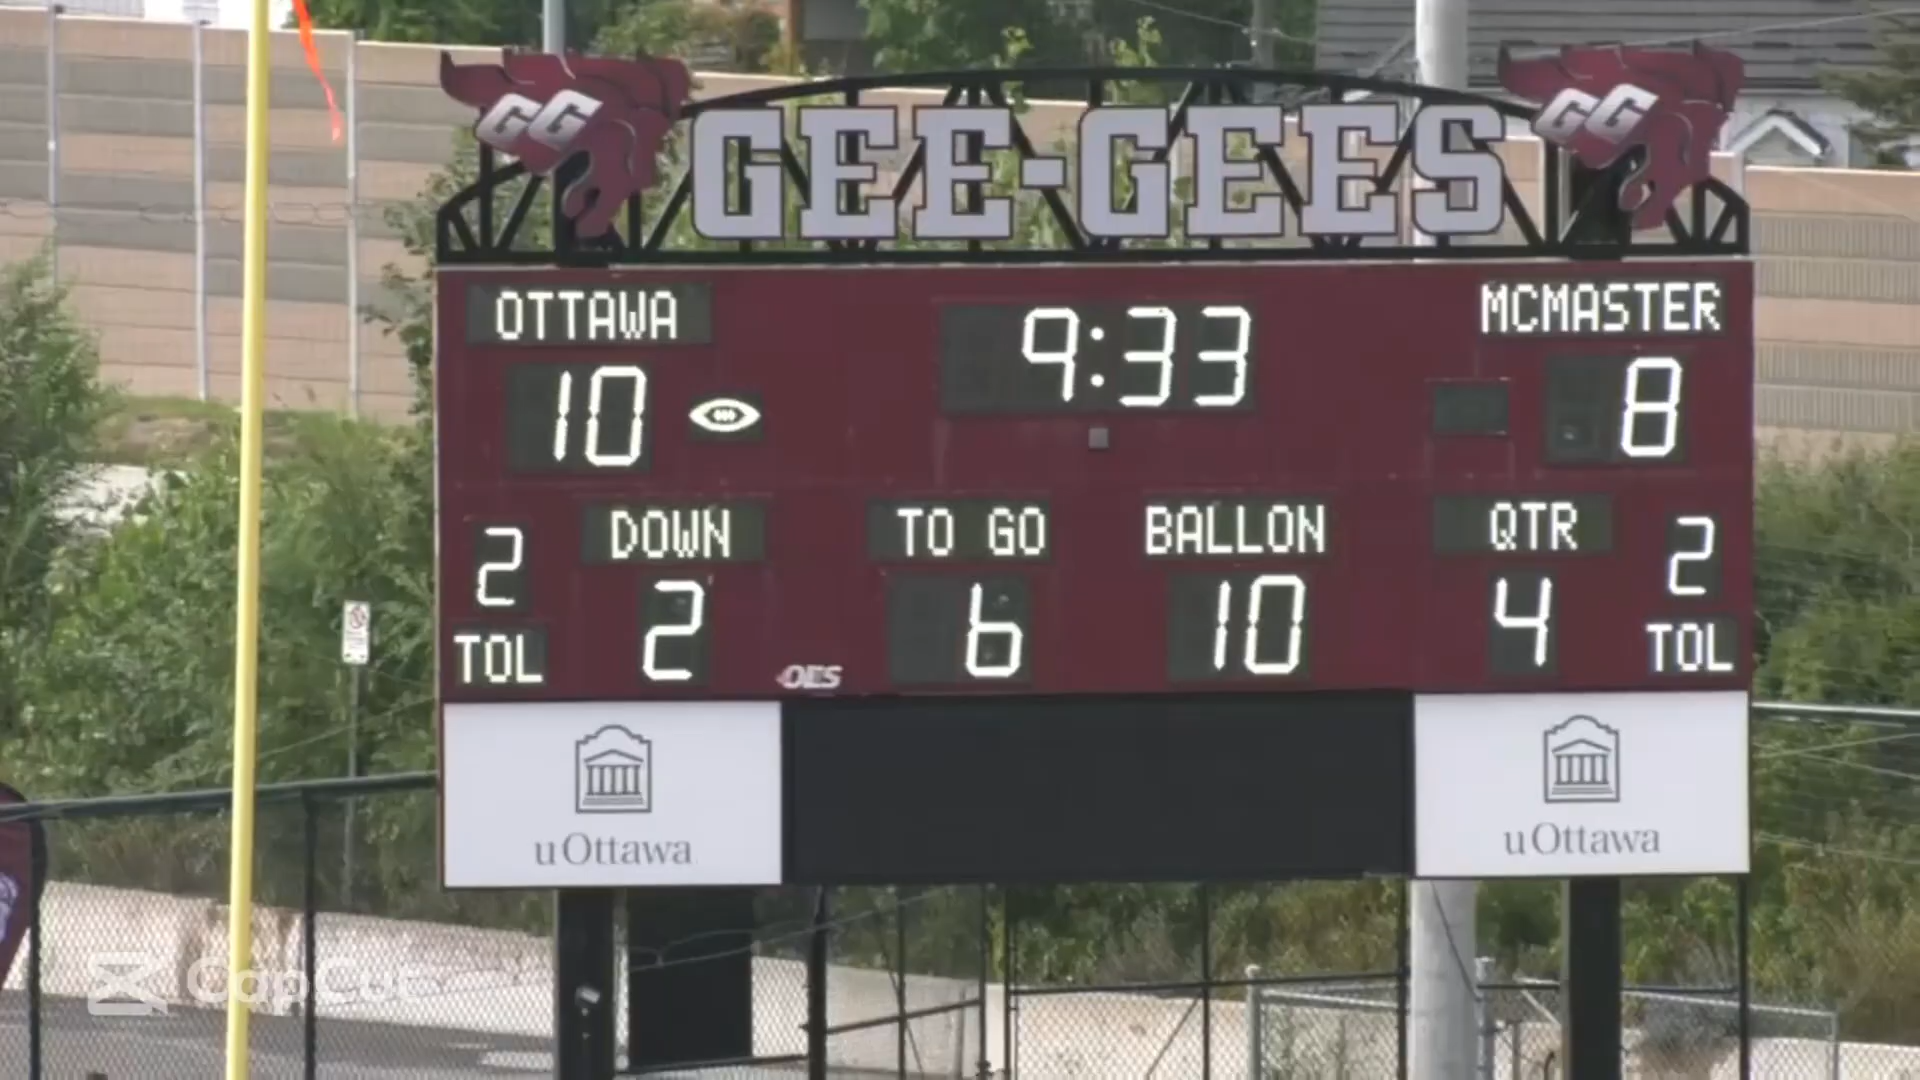 GG GEE-GEES GG
OTTAWA 9:33 MCMASTER
10 8
2 DOWN TO GO BALLON QTR 2
TOL 2 6 10 4 TOL
OES
uOttawa uOttawa
CapCut